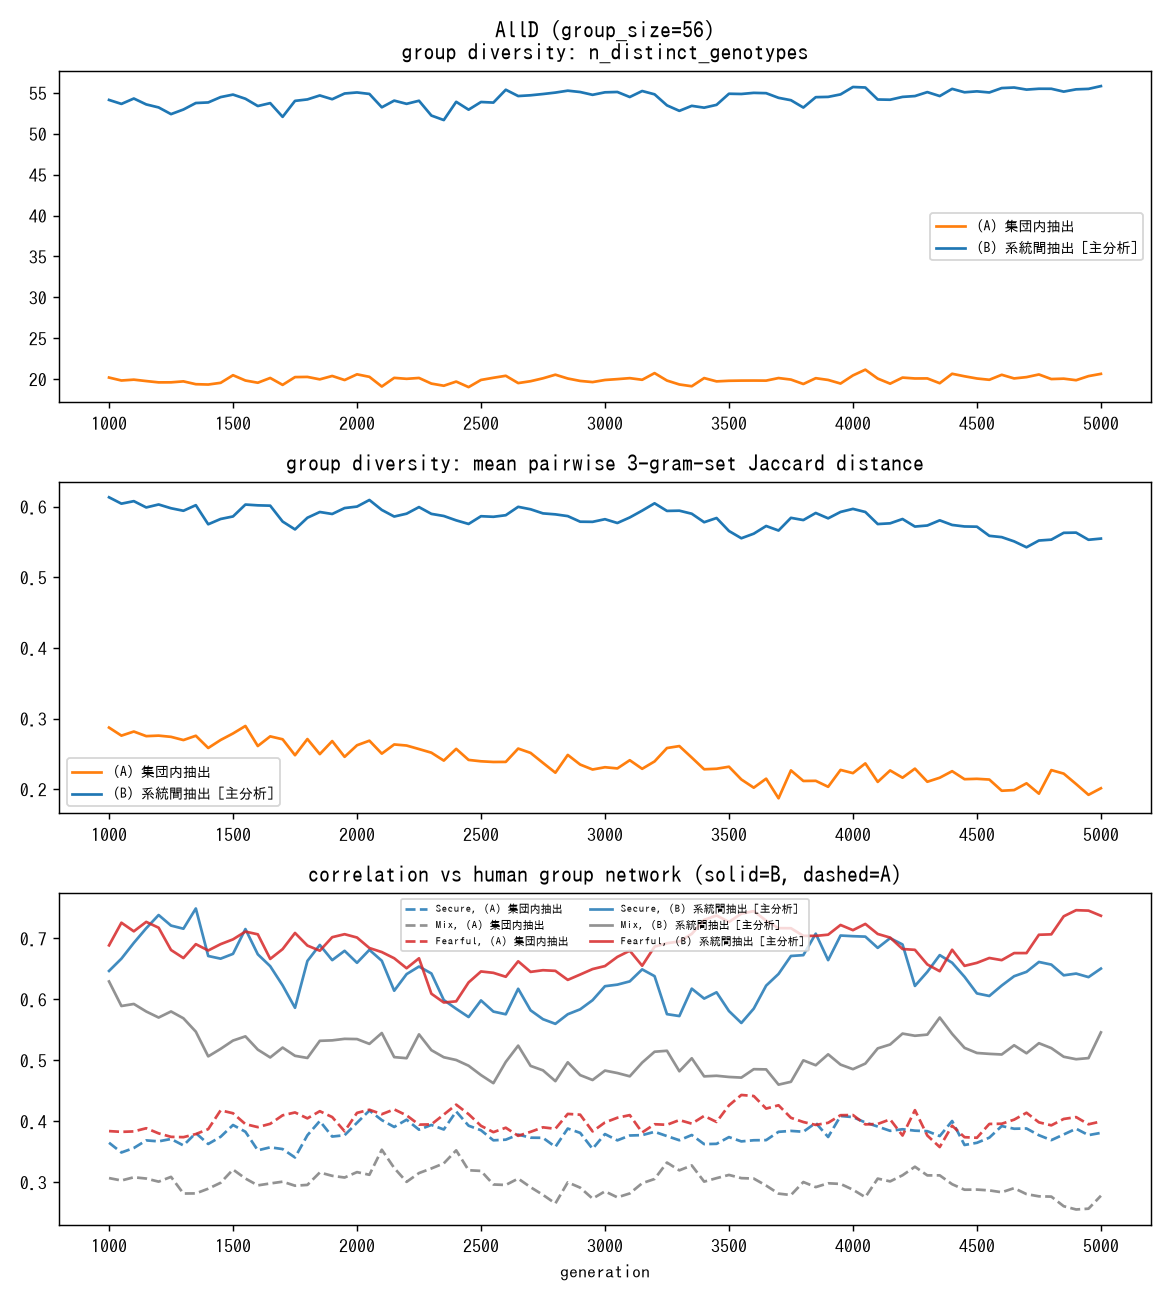 AllD (group_size=56)
group diversity: n_distinct_genotypes
55
50
45
40
35
30
25
20
(A) 集団内抽出
(B) 系統間抽出 [主分析]
1000 1500 2000 2500 3000 3500 4000 4500 5000
group diversity: mean pairwise 3-gram-set Jaccard distance
0.6
0.5
0.4
0.3
0.2
(A) 集団内抽出
(B) 系統間抽出 [主分析]
1000 1500 2000 2500 3000 3500 4000 4500 5000
correlation vs human group network (solid=B, dashed=A)
0.7
0.6
0.5
0.4
0.3
Secure, (A) 集団内抽出
Mix, (A) 集団内抽出
Fearful, (A) 集団内抽出
Secure, (B) 系統間抽出 [主分析]
Mix, (B) 系統間抽出 [主分析]
Fearful, (B) 系統間抽出 [主分析]
1000 1500 2000 2500 3000 3500 4000 4500 5000
generation